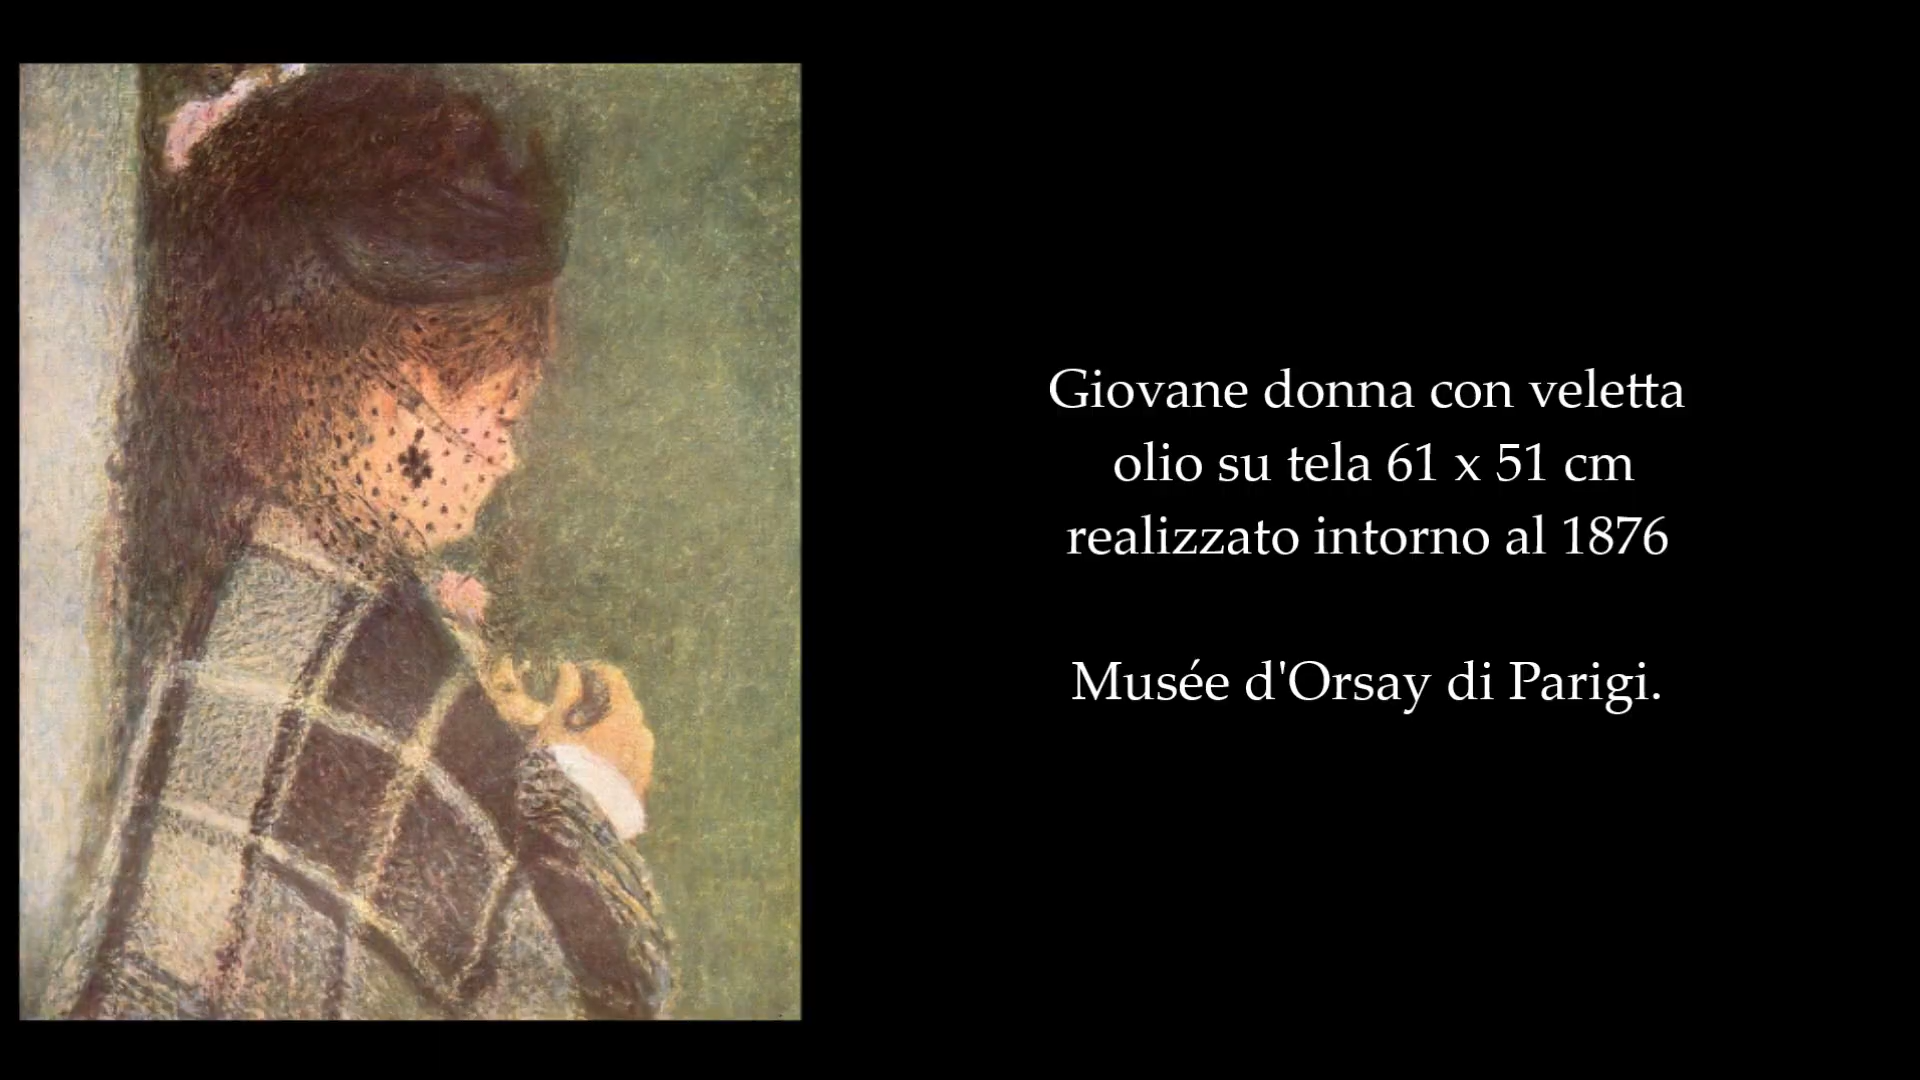 Giovane donna con veletta
olio su tela 61 x 51 cm
realizzato intorno al 1876
Musée d'Orsay di Parigi.